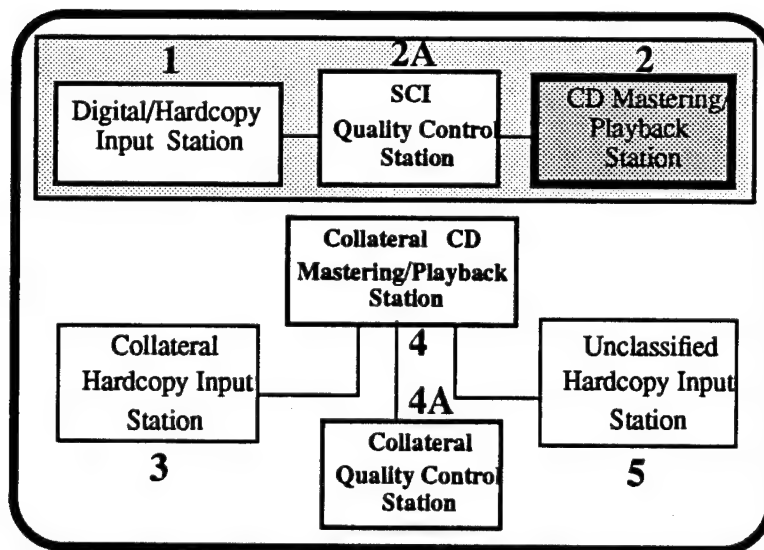 1
2A
2
Digital/Hardcopy
Input Station
SCI
Quality Control
Station
CD Mastering/
Playback
Station
Collateral CD
Mastering/Playback
Station
4
Collateral
Hardcopy Input
Station
3
4A
Collateral
Quality Control
Station
Unclassified
Hardcopy Input
Station
5